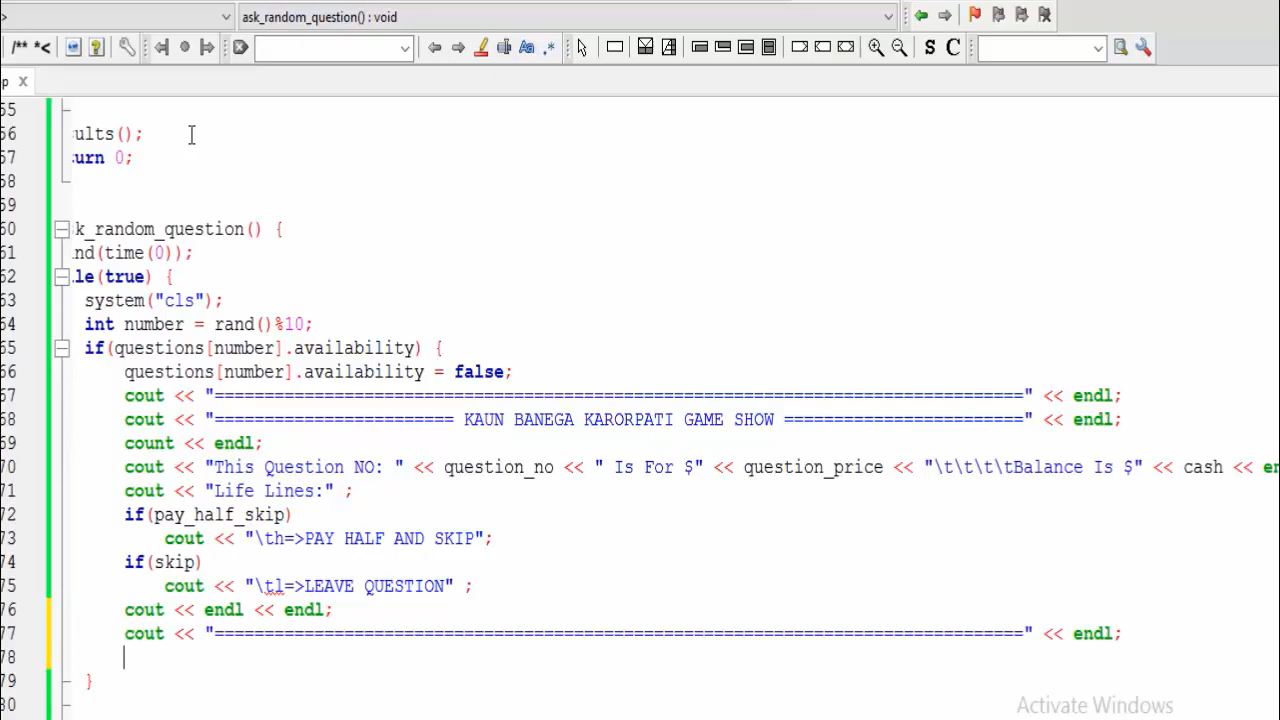 >
ask_random_question() : void
/** *<
S C
p X
55
56 ults();
57 urn 0;
58
59
60 k_random_question() {
61 nd(time(0));
62 le(true) {
63 system("cls");
64 int number = rand()%10;
65 if(questions[number].availability) {
66 questions[number].availability = false;
67 cout << "=================================================================================" << endl;
68 cout << "======================== KAUN BANEGA KARORPATI GAME SHOW ========================" << endl;
69 count << endl;
70 cout << "This Question NO: " << question_no << " Is For $" << question_price << "\t\t\t\tBalance Is $" << cash << en
71 cout << "Life Lines:" ;
72 if(pay_half_skip)
73 cout << "\th=>PAY HALF AND SKIP";
74 if(skip)
75 cout << "\tl=>LEAVE QUESTION" ;
76 cout << endl << endl;
77 cout << "=================================================================================" << endl;
78
79 }
80
Activate Windows